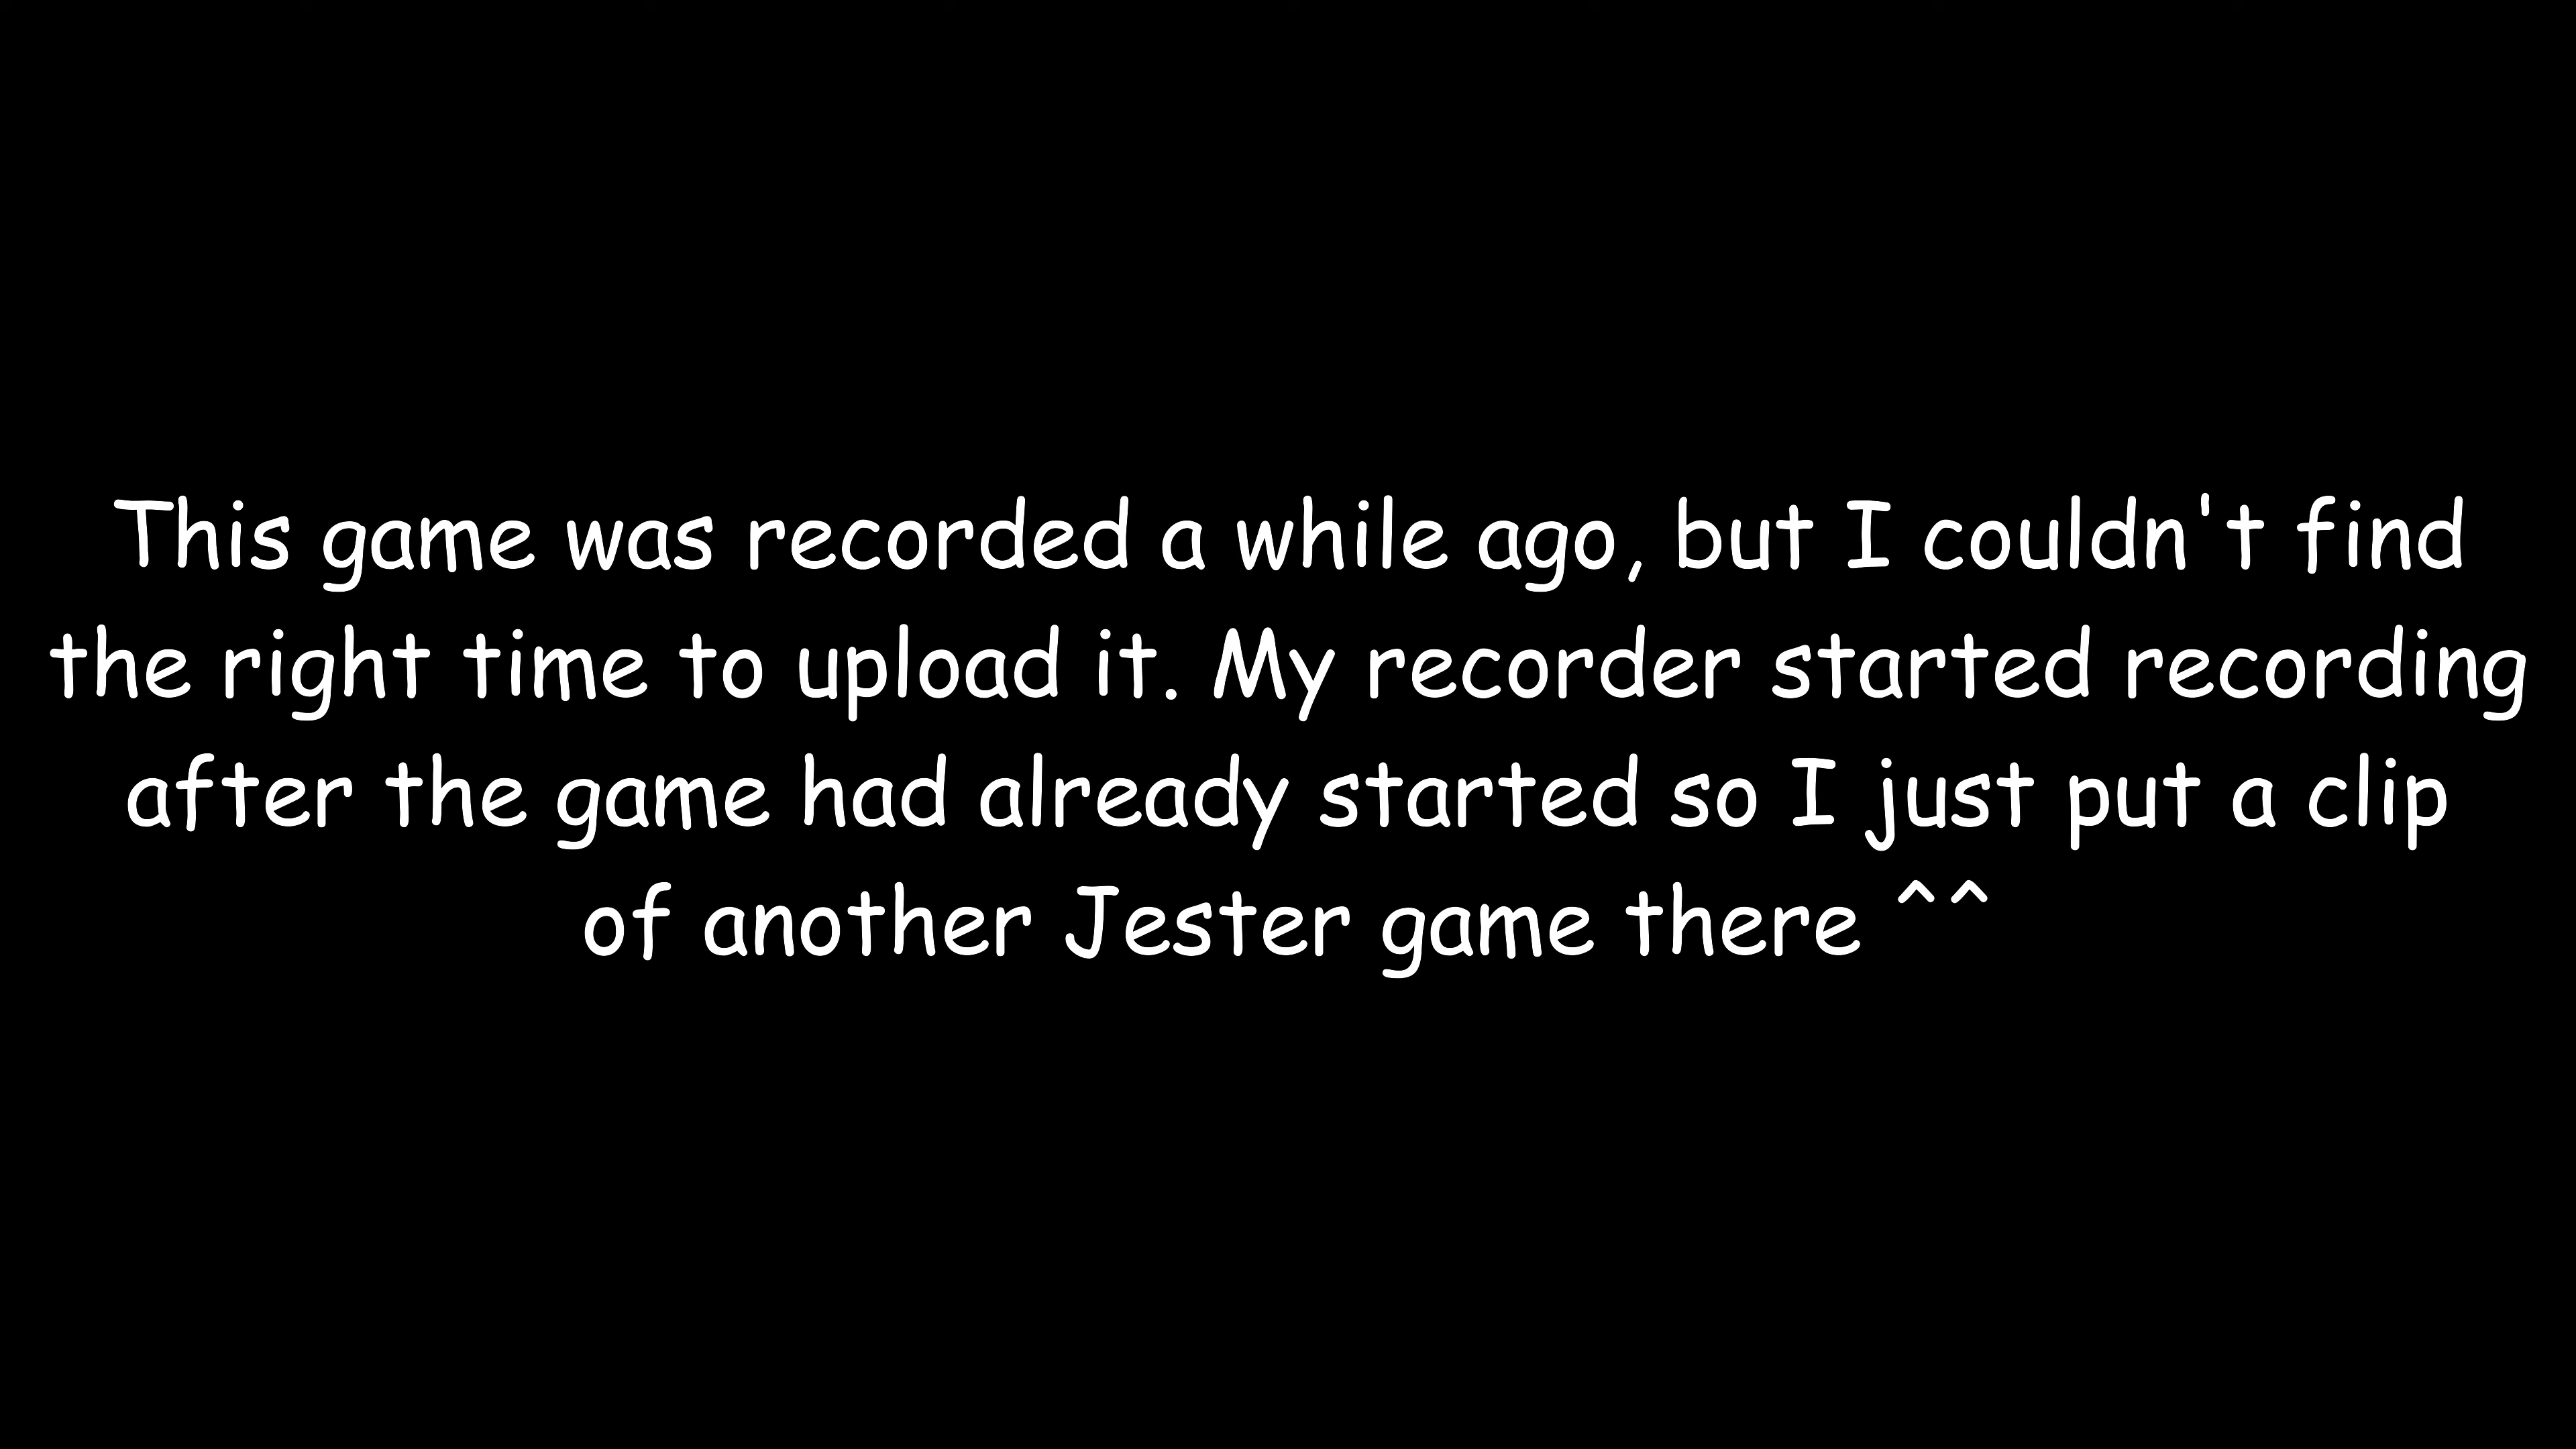 This game was recorded a while ago, but I couldn't find
the right time to upload it. My recorder started recording
after the game had already started so I just put a clip
of another Jester game there ^^